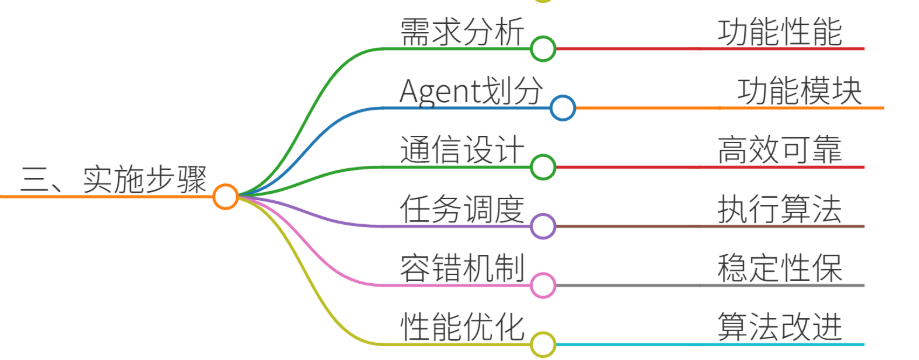 需求分析 功能性能
Agent划分 功能模块
通信设计 高效可靠
三、实施步骤
任务调度 执行算法
容错机制 稳定性保
性能优化 算法改进